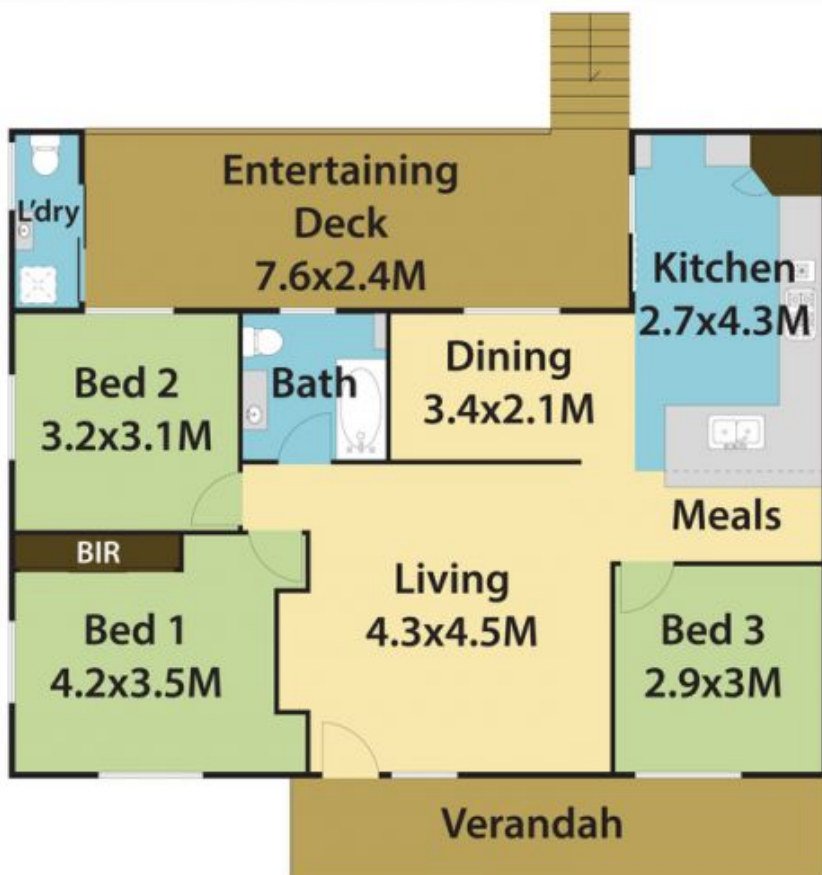 Entertaining
Deck
7.6x2.4M
L'dry
Kitchen
2.7x4.3M
Bed 2
3.2x3.1M
Bath
Dining
3.4x2.1M
Meals
BIR
Living
4.3x4.5M
Bed 1
4.2x3.5M
Bed 3
2.9x3M
Verandah